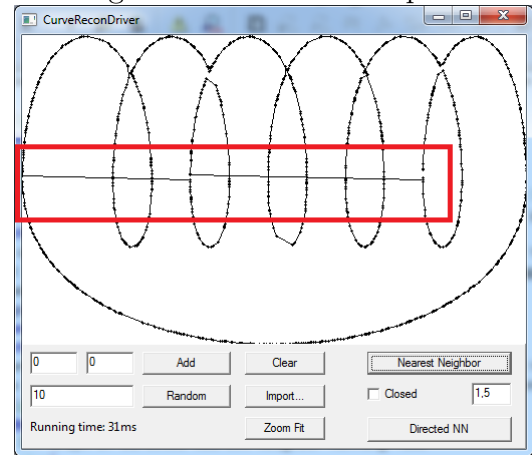 CurveReconDriver
0 0 Add Clear Nearest Neighbor
10 Random Import... Closed 1,5
Running time: 31ms Zoom Fit Directed NN